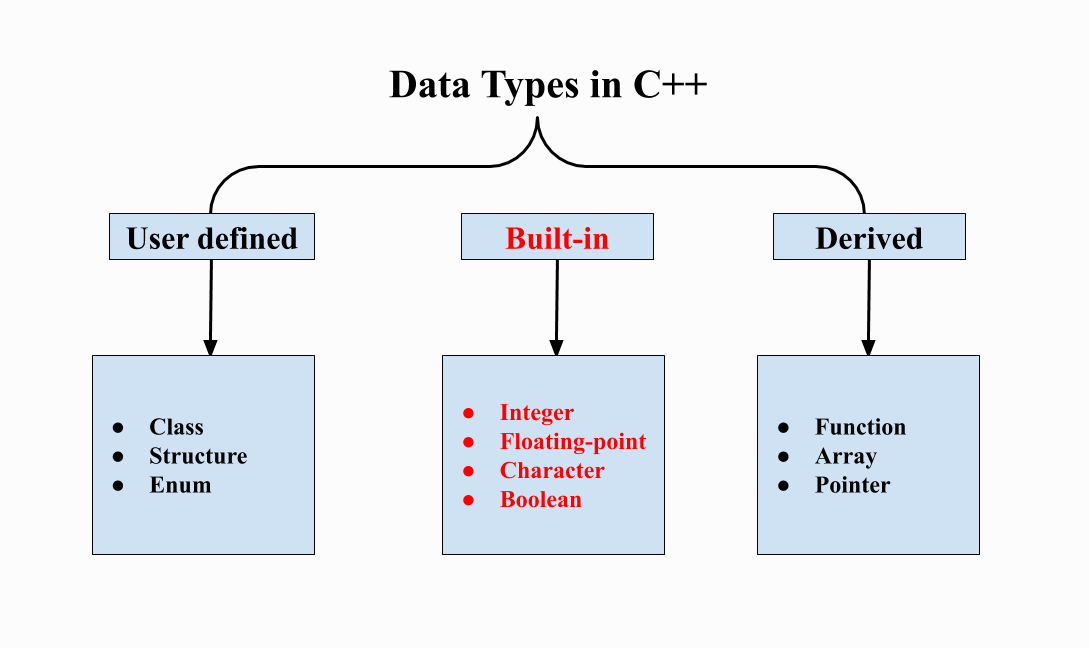 Data Types in C++
User defined
Built-in
Derived
● Class
● Structure
● Enum
● Integer
● Floating-point
● Character
● Boolean
● Function
● Array
● Pointer